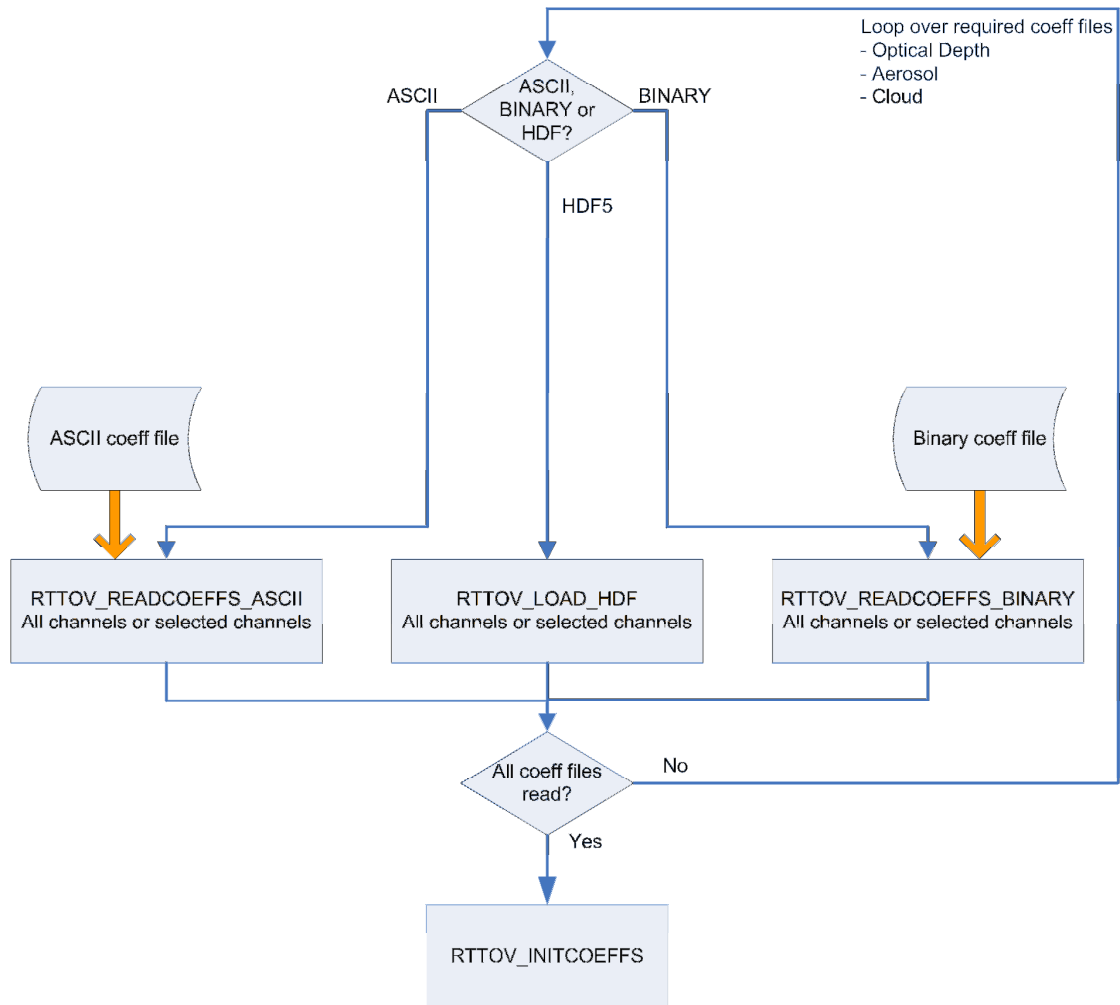 Loop over required coeff files
- Optical Depth
- Aerosol
- Cloud
ASCII
ASCII,
BINARY or
HDF?
BINARY
HDF5
ASCII coeff file
Binary coeff file
RTTOV_READCOEFFS_ASCII
All channels or selected channels
RTTOV_LOAD_HDF
All channels or selected channels
RTTOV_READCOEFFS_BINARY
All channels or selected channels
All coeff files
read?
No
Yes
RTTOV_INITCOEFFS